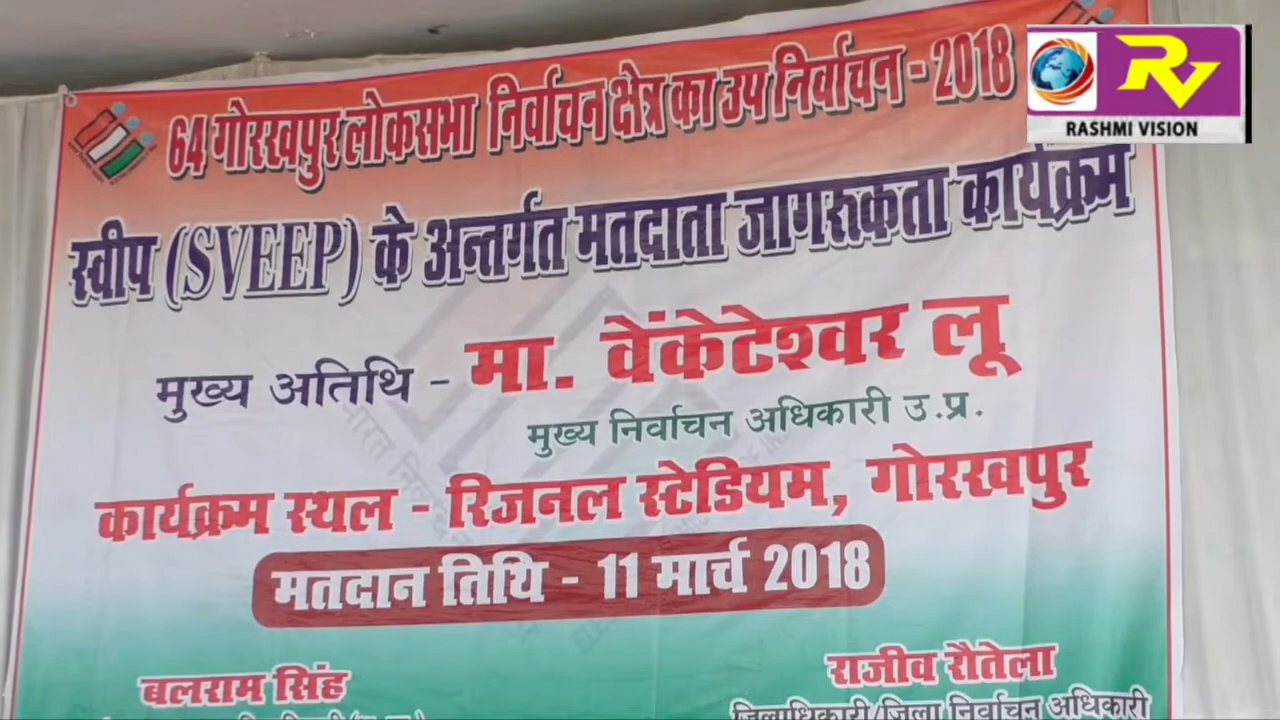 RASHMI VISION
64 गोरखपुर लोकसभा निर्वाचन क्षेत्र का उप निर्वाचन - 2018
स्वीप (SVEEP) के अन्तर्गत मतदाता जागरुकता कार्यक्रम
मुख्य अतिथि - मा. वेंकेटेश्वर लू
मुख्य निर्वाचन अधिकारी उ.प्र.
कार्यक्रम स्थल - रिजनल स्टेडियम, गोरखपुर
मतदान तिथि - 11 मार्च 2018
बलराम सिंह
राजीव रौतेला
जिलाधिकारी/जिला निर्वाचन अधिकारी